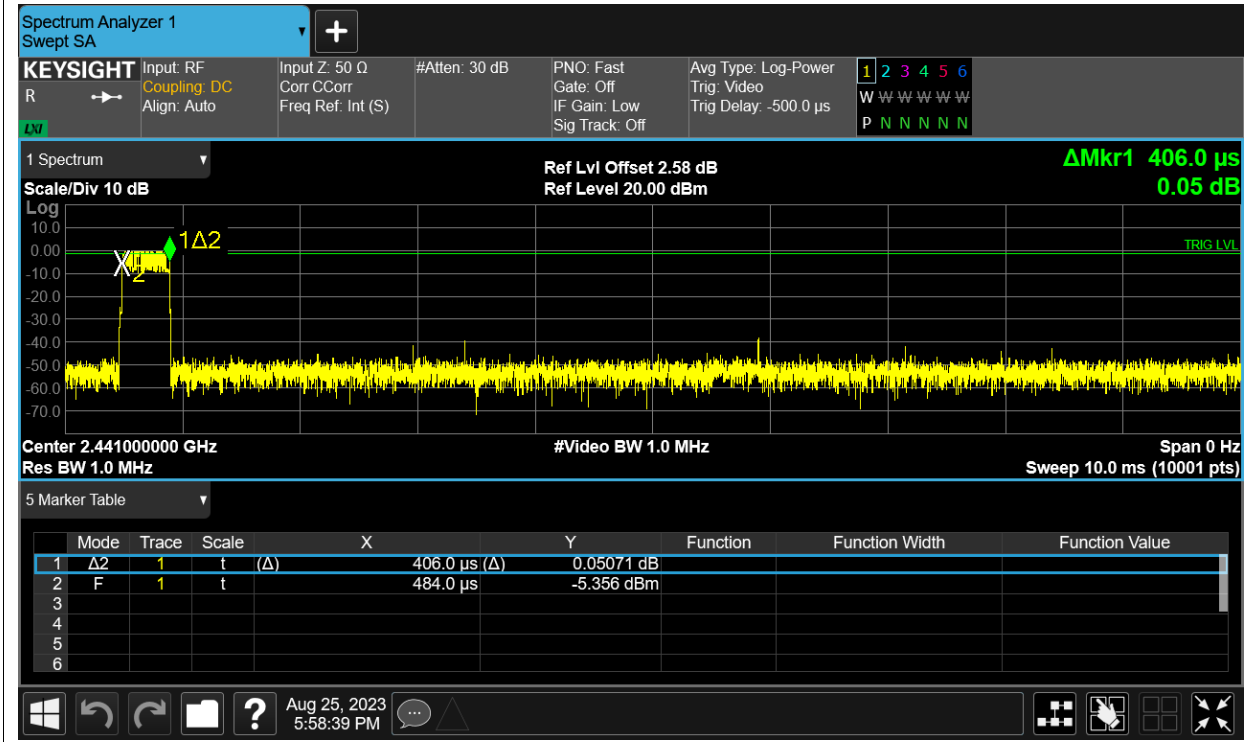 Spectrum Analyzer 1
Swept SA
KEYSIGHT
R
LXI
Input: RF
Coupling: DC
Align: Auto
Input Z: 50 Ω
Corr CCorr
Freq Ref: Int (S)
#Atten: 30 dB
PNO: Fast
Gate: Off
IF Gain: Low
Sig Track: Off
Avg Type: Log-Power
Trig: Video
Trig Delay: -500.0 µs
1 2 3 4 5 6
W W W W W W
P N N N N N
1 Spectrum
Scale/Div 10 dB
Ref Lvl Offset 2.58 dB
Ref Level 20.00 dBm
ΔMkr1 406.0 µs
0.05 dB
Log
10.0
0.00
-10.0
-20.0
-30.0
-40.0
-50.0
-60.0
-70.0
1Δ2
X2
TRIG LVL
Center 2.441000000 GHz
#Video BW 1.0 MHz
Span 0 Hz
Res BW 1.0 MHz
Sweep 10.0 ms (10001 pts)
5 Marker Table
Mode Trace Scale X Y Function Function Width Function Value
1 Δ2 1 t (Δ) 406.0 µs (Δ) 0.05071 dB
2 F 1 t 484.0 µs -5.356 dBm
3
4
5
6
?
Aug 25, 2023
5:58:39 PM